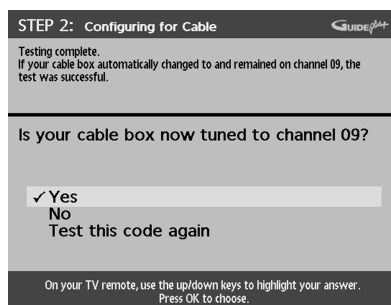 STEP 2: Configuring for Cable
GUIDE plus+
Testing complete.
If your cable box automatically changed to and remained on channel 09, the
test was successful.
Is your cable box now tuned to channel 09?
✓ Yes
No
Test this code again
On your TV remote, use the up/down keys to highlight your answer.
Press OK to choose.